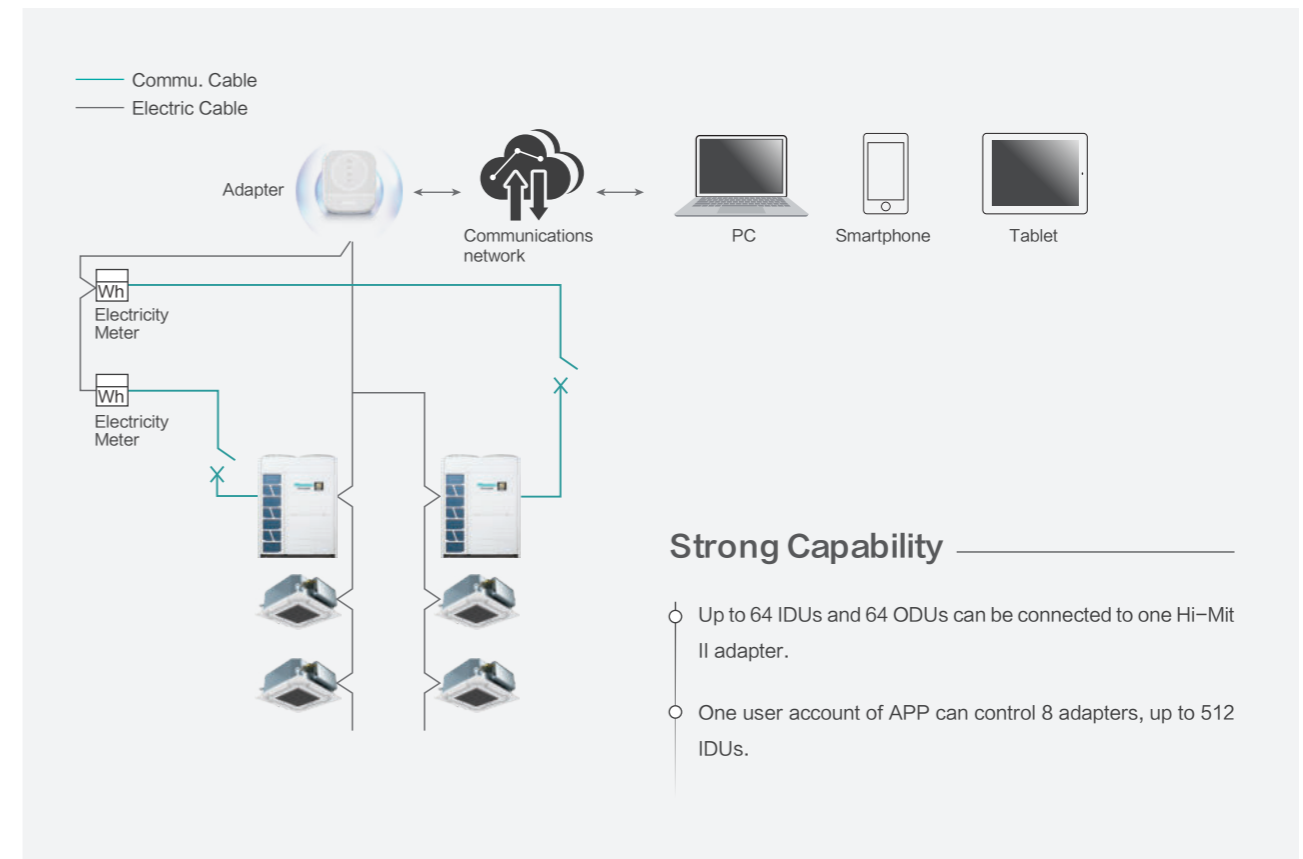 Commu. Cable
Electric Cable
Adapter
Communications
network
PC
Smartphone
Tablet
Wh
Electricity
Meter
Wh
Electricity
Meter
Hisense
Hisense
Strong Capability
Up to 64 IDUs and 64 ODUs can be connected to one Hi-Mit
II adapter.
One user account of APP can control 8 adapters, up to 512
IDUs.